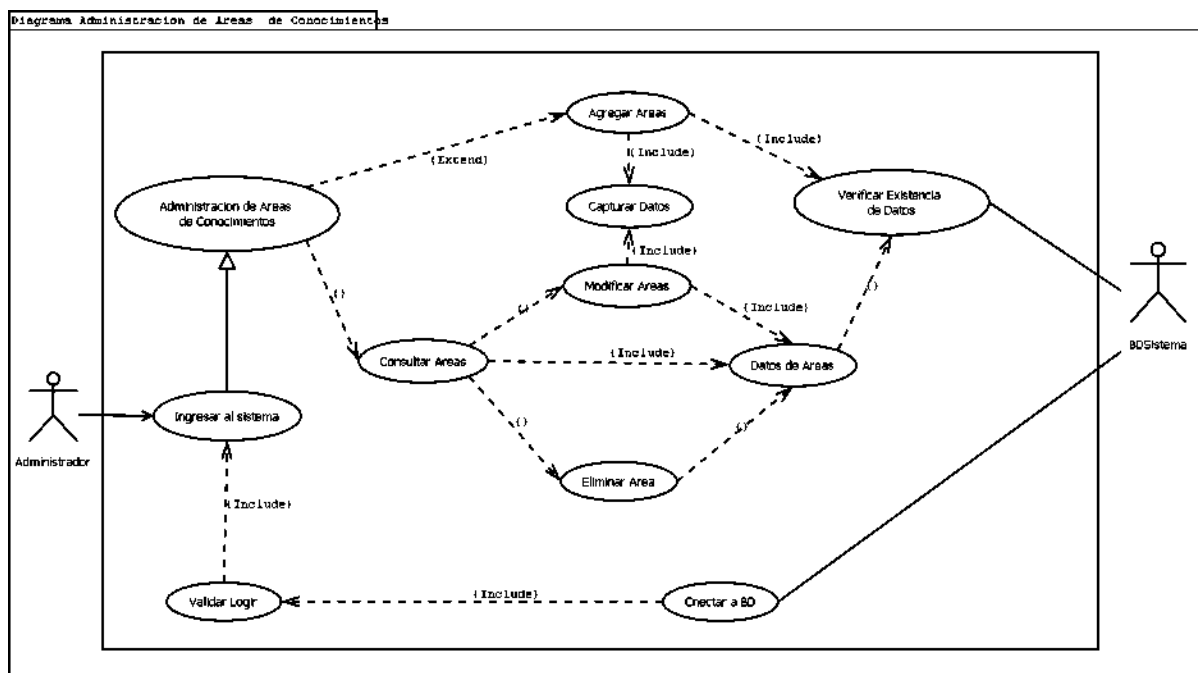 Diagrama Administracion de Areas de Conocimientos
Agregar Areas
{Extend}
{Include}
{Include}
Administracion de Areas
de Conocimientos
Capturar Datos
Verificar Existencia
de Datos
{Include}
{}
Modificar Areas
{}
{}
{Include}
BDSistema
Consultar Areas
{Include}
Datos de Areas
Ingresar al sistema
{}
{}
Administrador
Eliminar Area
{Include}
Validar Login
{Include}
Cnectar a BD